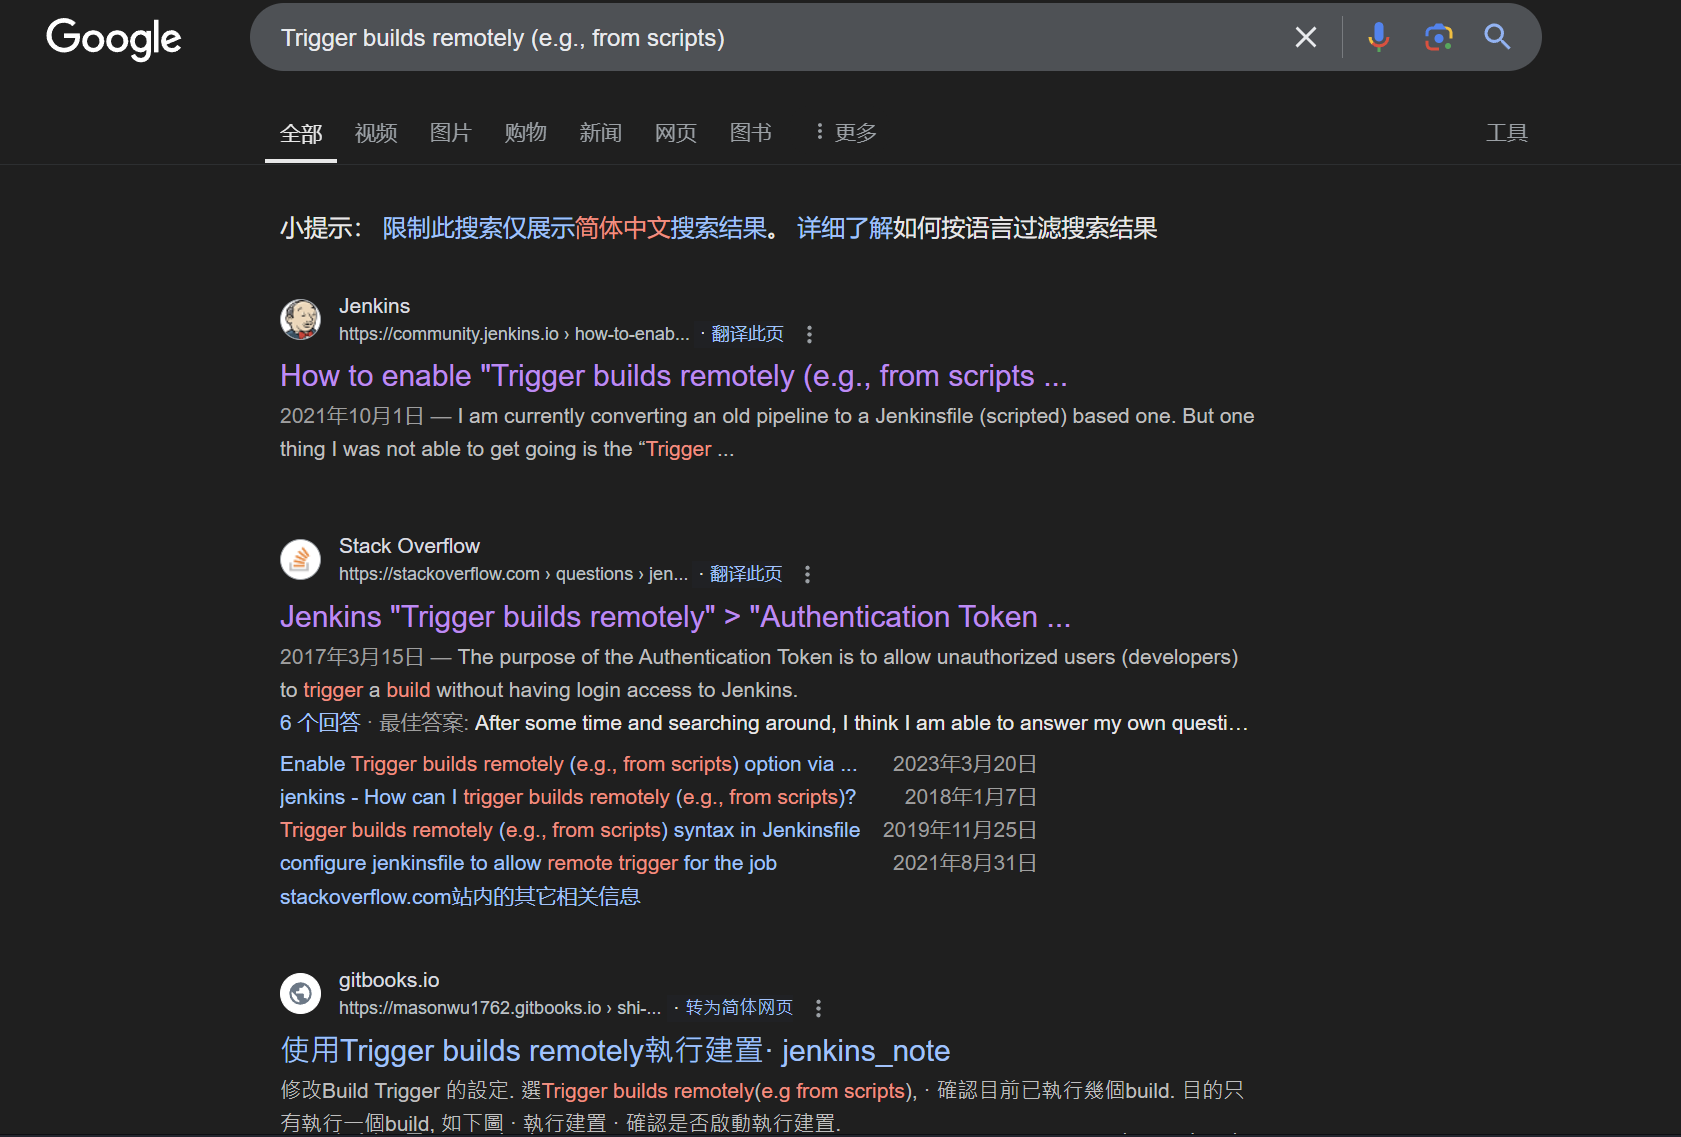 Google
Trigger builds remotely (e.g., from scripts)
全部 视频 图片 购物 新闻 网页 图书 更多 工具
小提示： 限制此搜索仅展示简体中文搜索结果。 详细了解如何按语言过滤搜索结果
Jenkins
https://community.jenkins.io › how-to-enab... · 翻译此页
How to enable "Trigger builds remotely (e.g., from scripts ...
2021年10月1日 — I am currently converting an old pipeline to a Jenkinsfile (scripted) based one. But one
thing I was not able to get going is the “Trigger ...
Stack Overflow
https://stackoverflow.com › questions › jen... · 翻译此页
Jenkins "Trigger builds remotely" > "Authentication Token ...
2017年3月15日 — The purpose of the Authentication Token is to allow unauthorized users (developers)
to trigger a build without having login access to Jenkins.
6 个回答 · 最佳答案: After some time and searching around, I think I am able to answer my own questi...
Enable Trigger builds remotely (e.g., from scripts) option via ... 2023年3月20日
jenkins - How can I trigger builds remotely (e.g., from scripts)? 2018年1月7日
Trigger builds remotely (e.g., from scripts) syntax in Jenkinsfile 2019年11月25日
configure jenkinsfile to allow remote trigger for the job 2021年8月31日
stackoverflow.com站内的其它相关信息
gitbooks.io
https://masonwu1762.gitbooks.io › shi-... · 转为简体网页
使用Trigger builds remotely執行建置· jenkins_note
修改Build Trigger 的設定. 選Trigger builds remotely(e.g from scripts), · 確認目前已執行幾個build. 目的只
有執行一個build, 如下圖 · 執行建置 · 確認是否啟動執行建置.